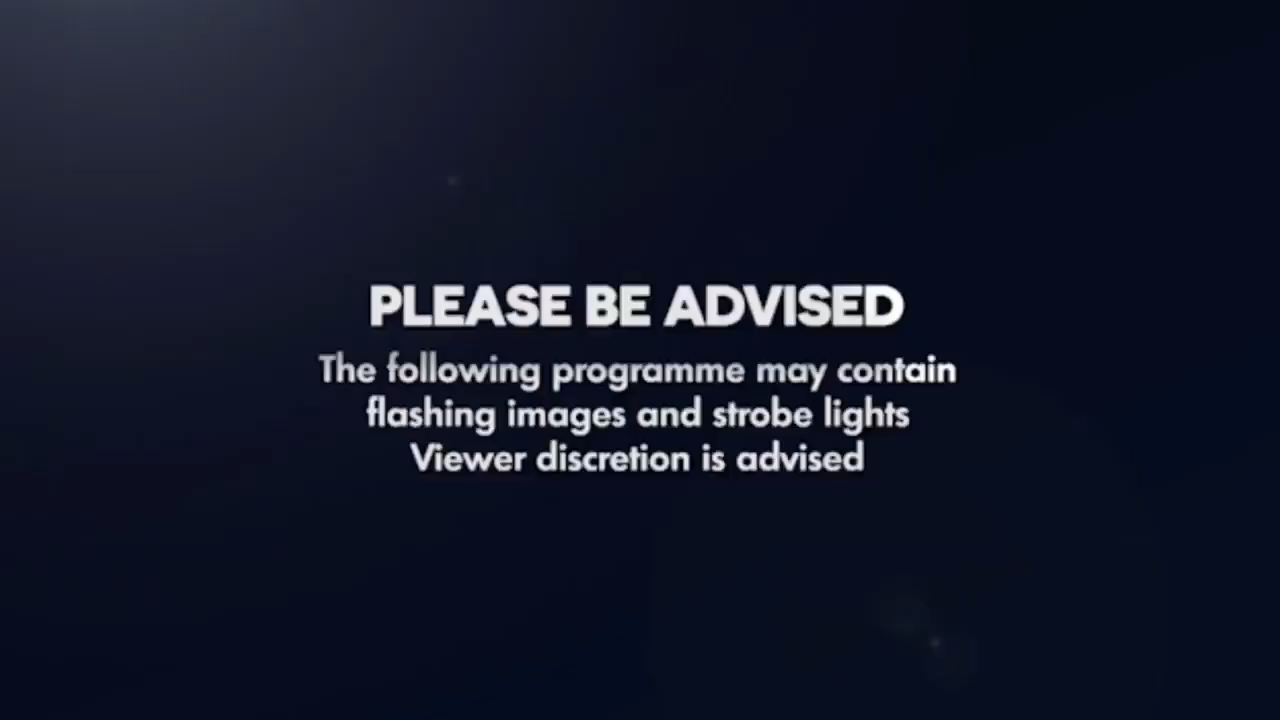 PLEASE BE ADVISED
The following programme may contain
flashing images and strobe lights
Viewer discretion is advised